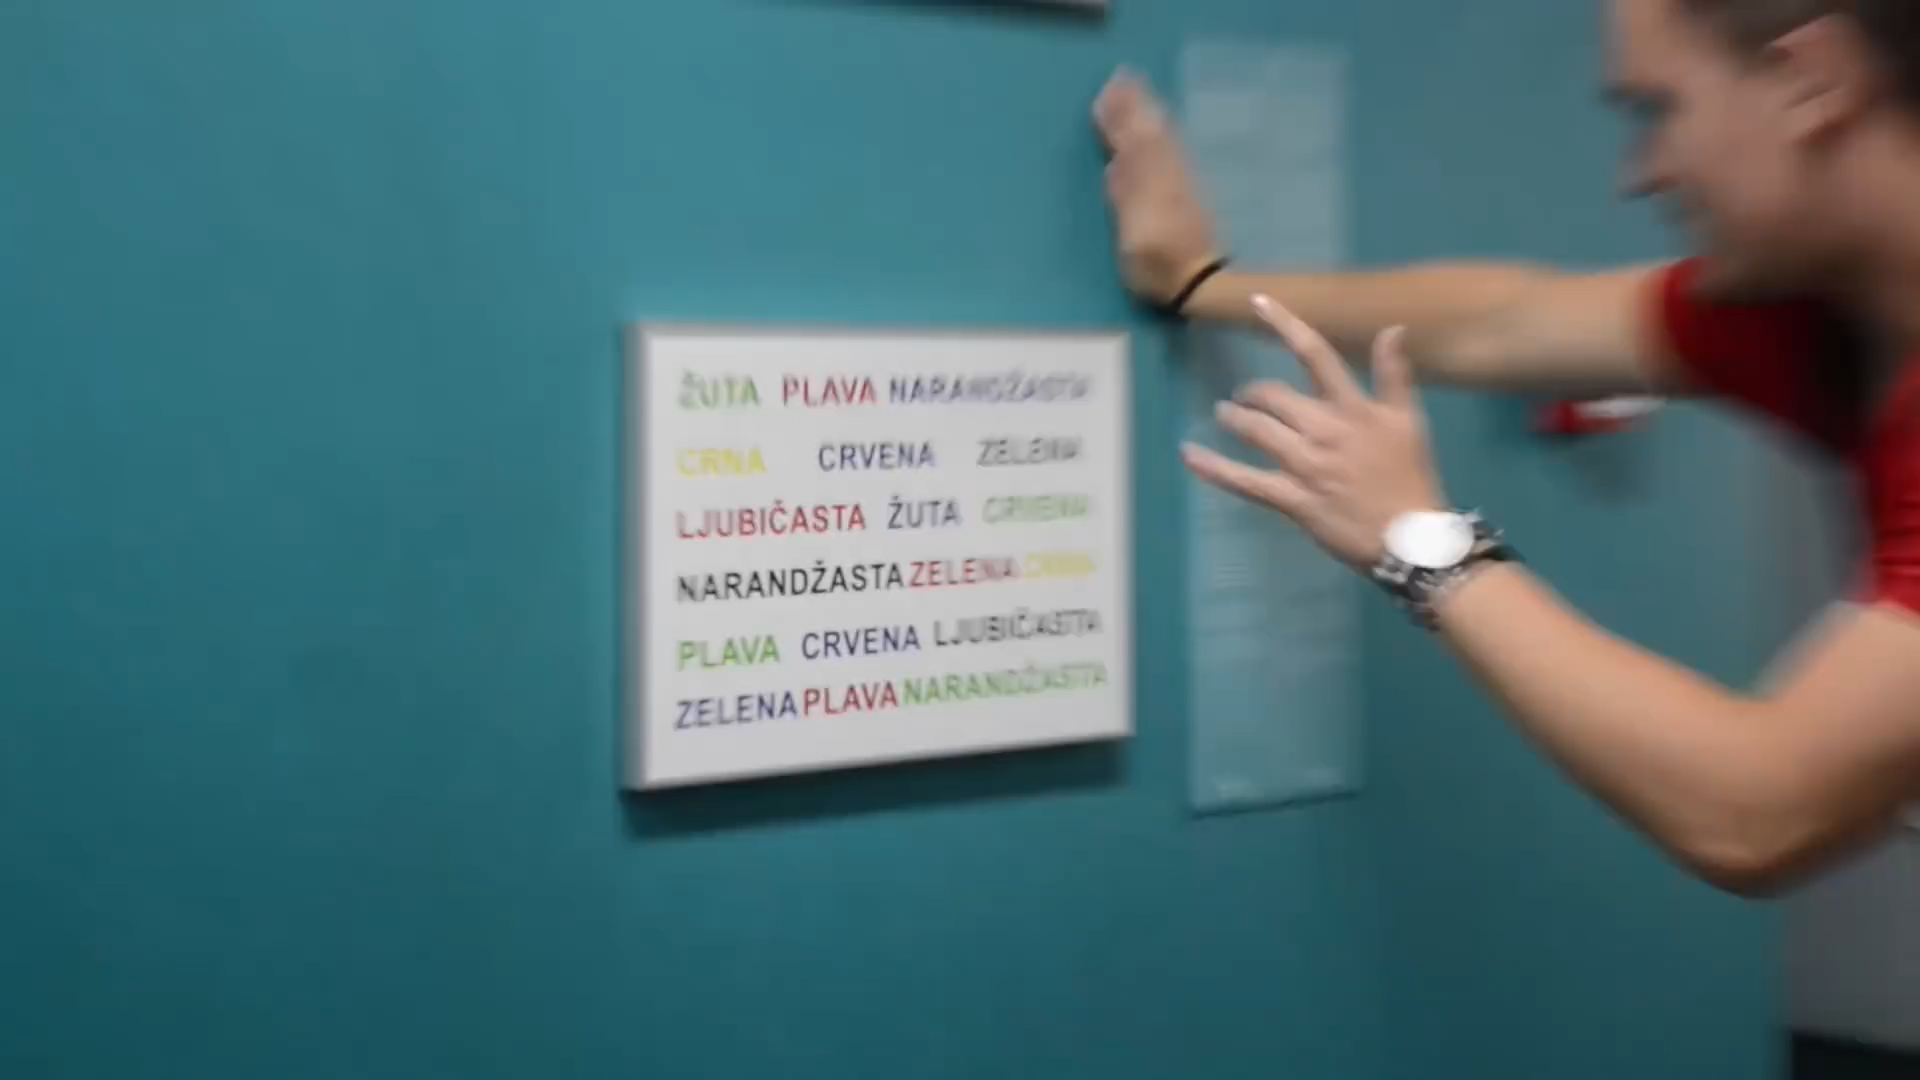 ŽUTA PLAVA NARANDŽASTA
CRNA CRVENA ZELENA
LJUBIČASTA ŽUTA CRVENA
NARANDŽASTA ZELENA CRNA
PLAVA CRVENA LJUBIČASTA
ZELENA PLAVA NARANDŽASTA